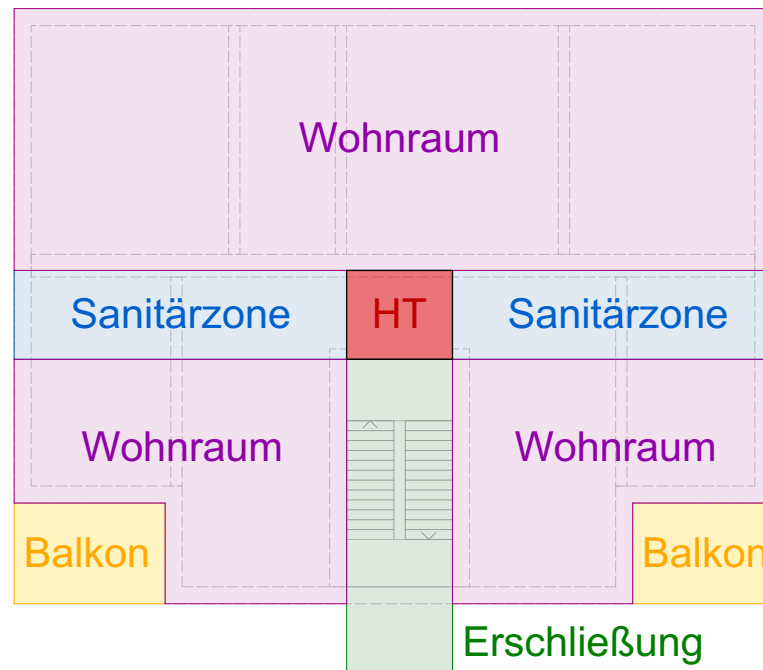 Wohnraum
Sanitärzone
HT
Sanitärzone
Wohnraum
Wohnraum
Balkon
Balkon
Erschließung